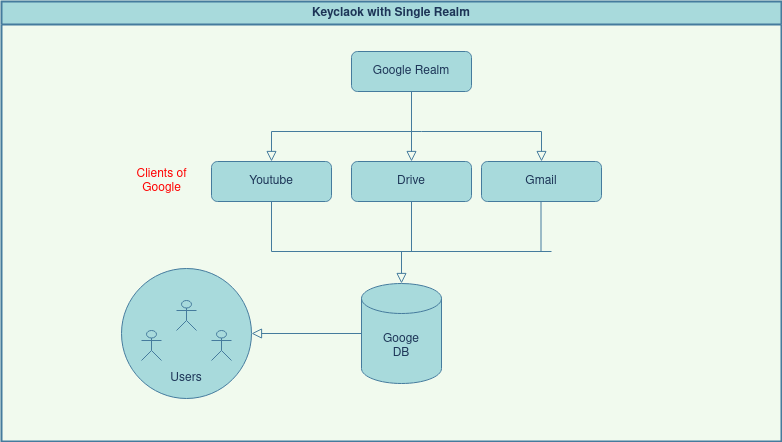 Keyclaok with Single Realm
Google Realm
Clients of
Google
Youtube
Drive
Gmail
Googe
DB
Users